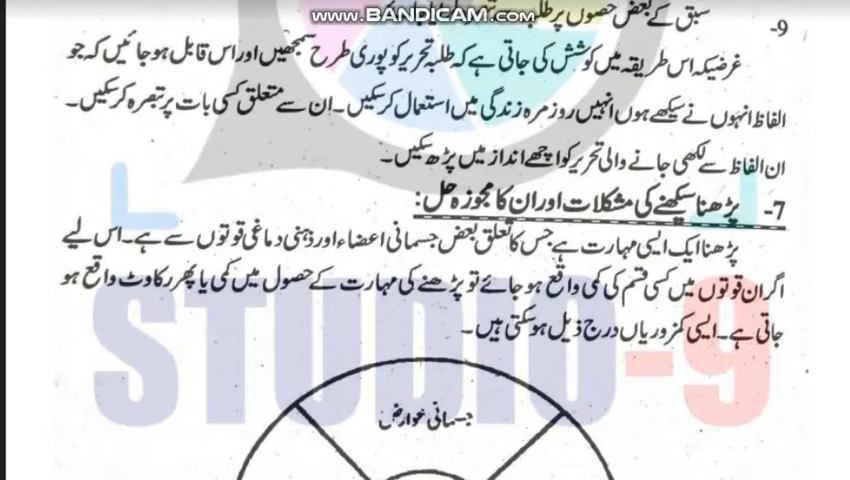 www.BANDICAM.com
9- سبق کے بعض حصوں پر طلبہ
غرضیکہ اس طریقہ میں کوشش کی جاتی ہے کہ طلبہ تحریر کو پوری طرح سمجھیں اور اس قابل ہو جائیں کہ جو
الفاظ انہوں نے سیکھے ہوں انہیں روز مرہ زندگی میں استعمال کر سکیں۔ ان سے متعلق کسی بات پر تبصرہ کر سکیں۔
ان الفاظ سے لکھی جانے والی تحریر کو اچھے انداز میں پڑھ سکیں۔
7- پڑھنا سیکھنے کی مشکلات اور ان کا مجوزہ حل:
پڑھنا ایک ایسی مہارت ہے جس کا تعلق بعض جسمانی اعضاء اور ذہنی دماغی قوتوں سے ہے۔ اس لیے
اگر ان قوتوں میں کسی قسم کی کمی واقع ہو جائے تو پڑھنے کی مہارت کے حصول میں کمی یا پھر رکاوٹ واقع ہو
جاتی ہے۔ ایسی کمزوریاں درج ذیل ہو سکتی ہیں۔
STUDIO-9
جسمانی عوارض